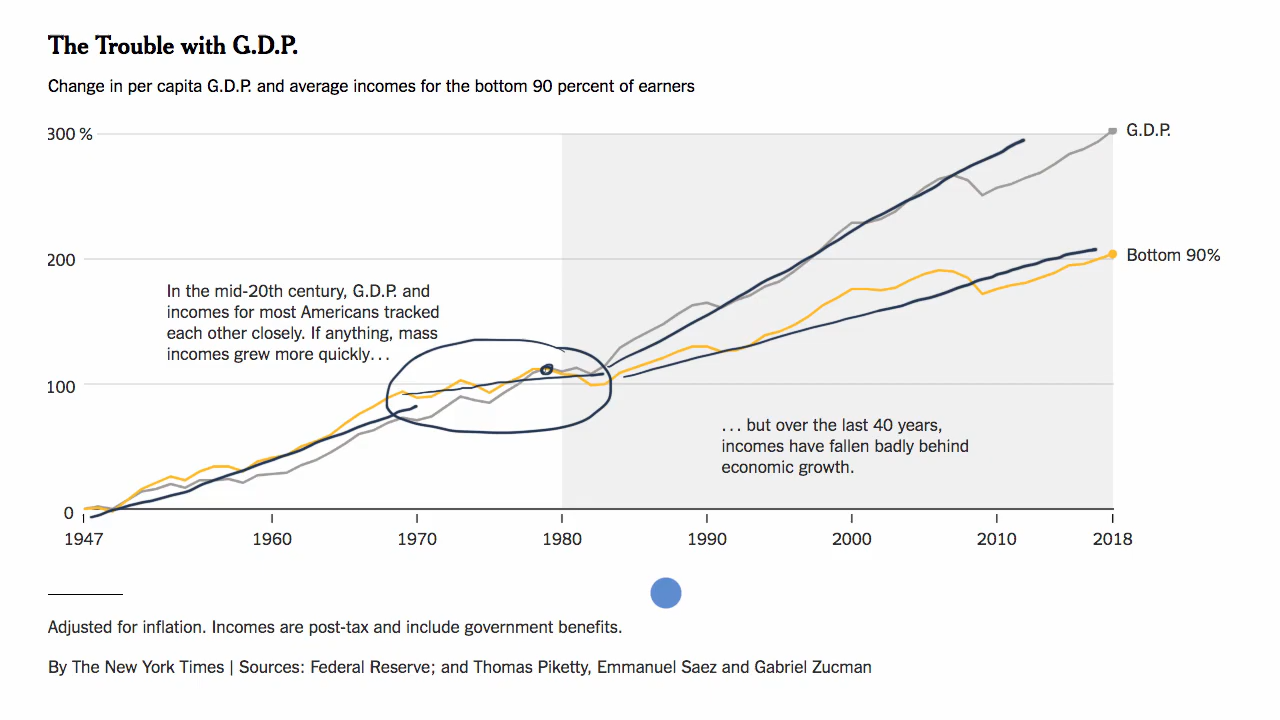 The Trouble with G.D.P.
Change in per capita G.D.P. and average incomes for the bottom 90 percent of earners
300 %
G.D.P.
200
Bottom 90%
In the mid-20th century, G.D.P. and
incomes for most Americans tracked
each other closely. If anything, mass
incomes grew more quickly. . .
100
. . . but over the last 40 years,
incomes have fallen badly behind
economic growth.
0
1947 1960 1970 1980 1990 2000 2010 2018
Adjusted for inflation. Incomes are post-tax and include government benefits.
By The New York Times | Sources: Federal Reserve; and Thomas Piketty, Emmanuel Saez and Gabriel Zucman